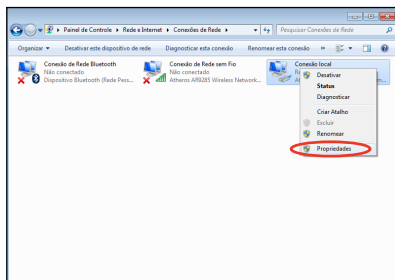 Painel de Controle ▸ Rede e Internet ▸ Conexões de Rede
Pesquisar Conexões de Rede
Organizar Desativar este dispositivo de rede Diagnosticar esta conexão Renomear esta conexão »
Conexão de Rede Bluetooth
Não conectado
Dispositivo Bluetooth (Rede Pess...
Conexão de Rede sem Fio
Não conectado
Atheros AR9285 Wireless Network...
Conexão local
Desativar
Status
Diagnosticar
Criar Atalho
Excluir
Renomear
Propriedades